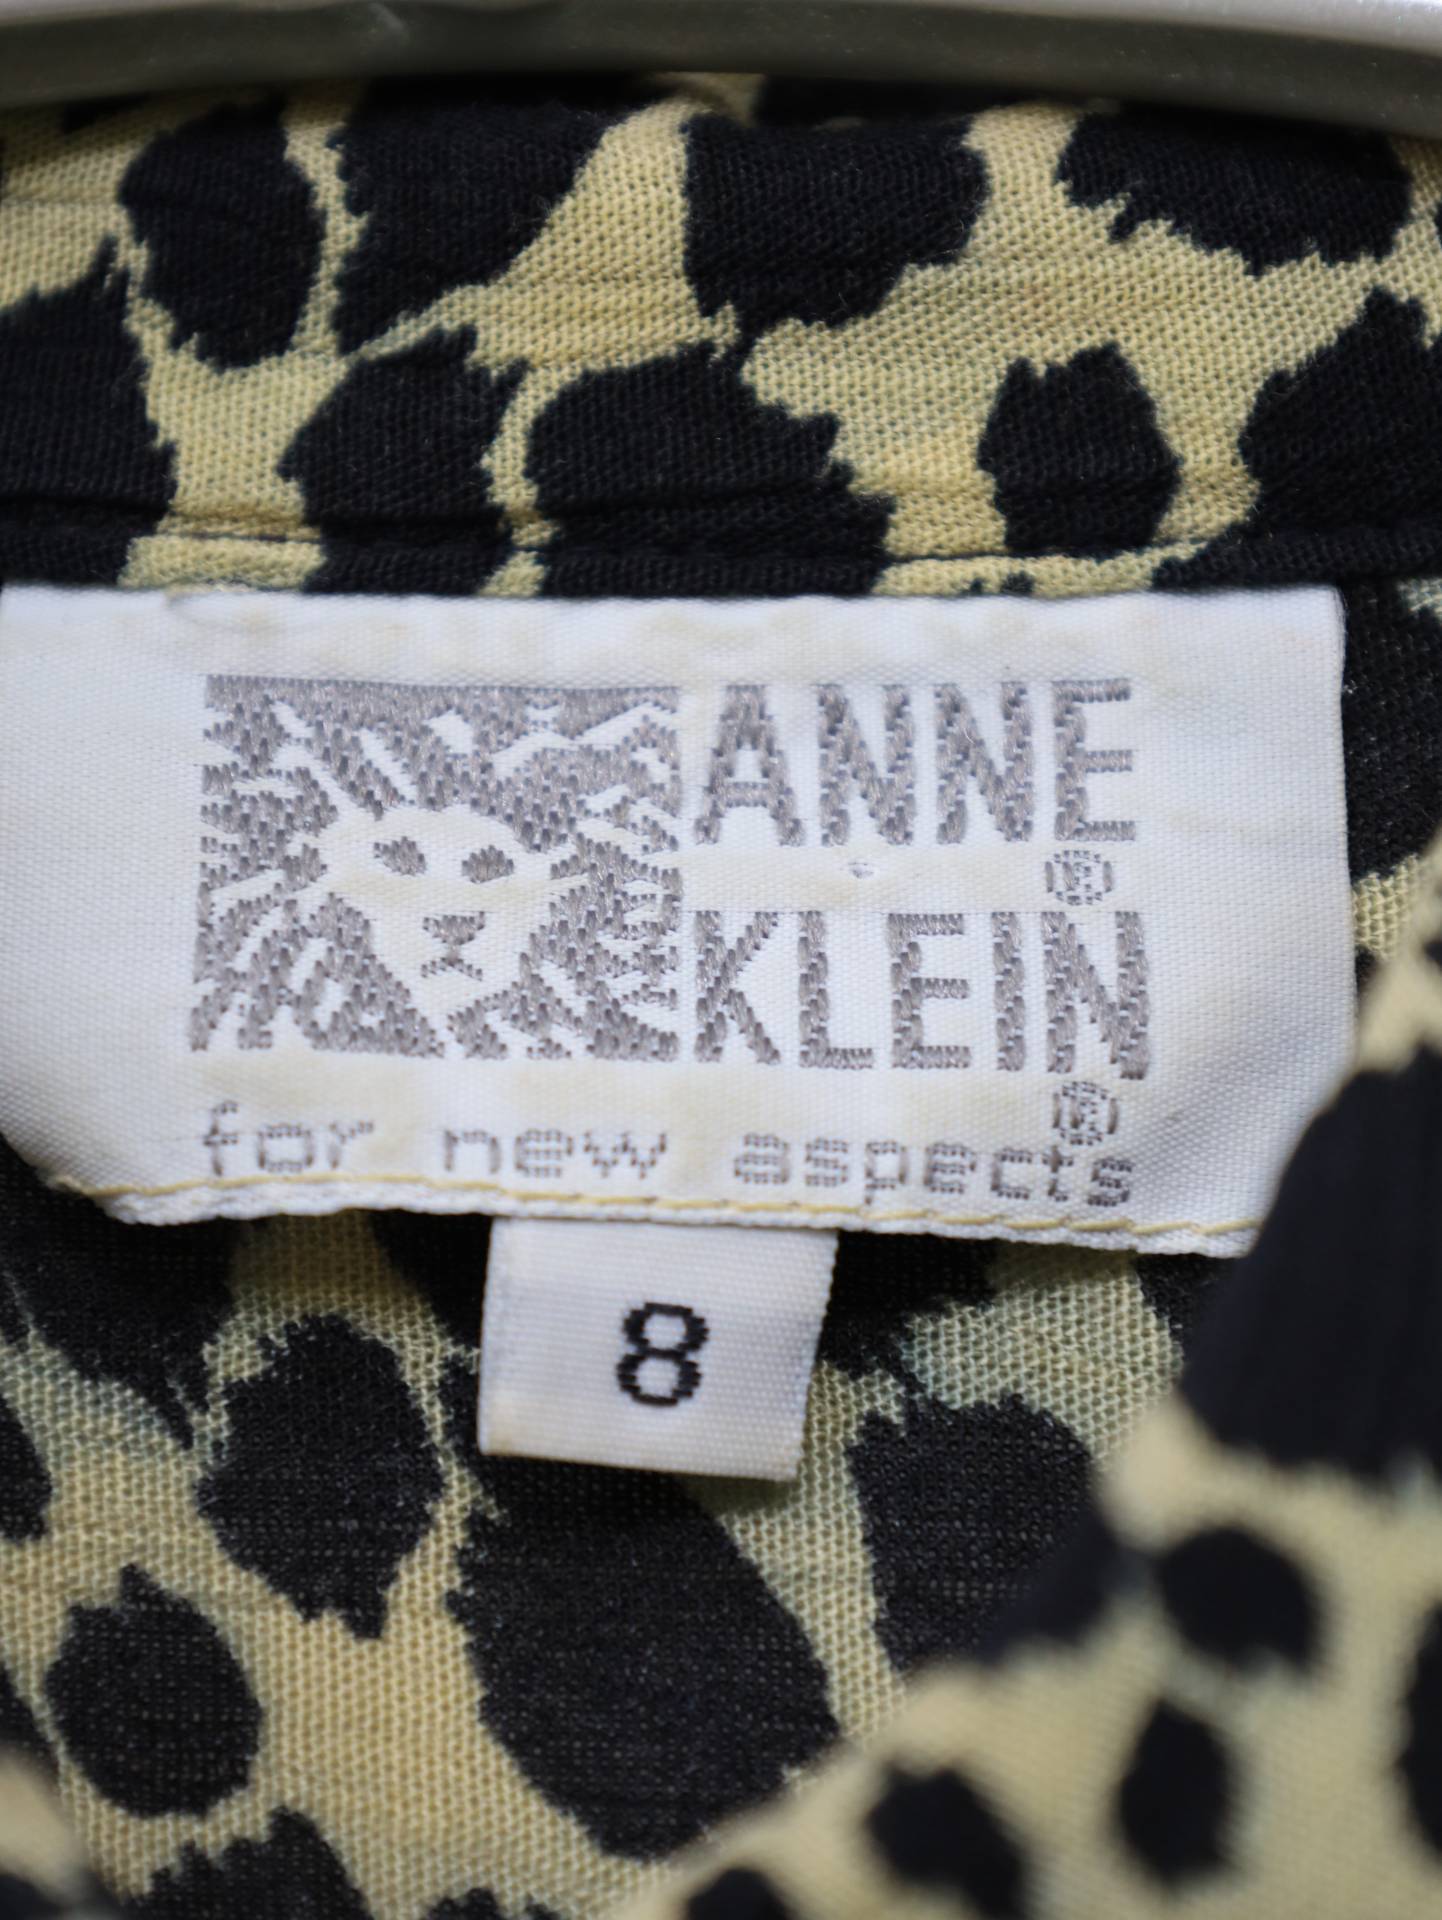 ANNE
®
KLEIN
®
for new aspects
8